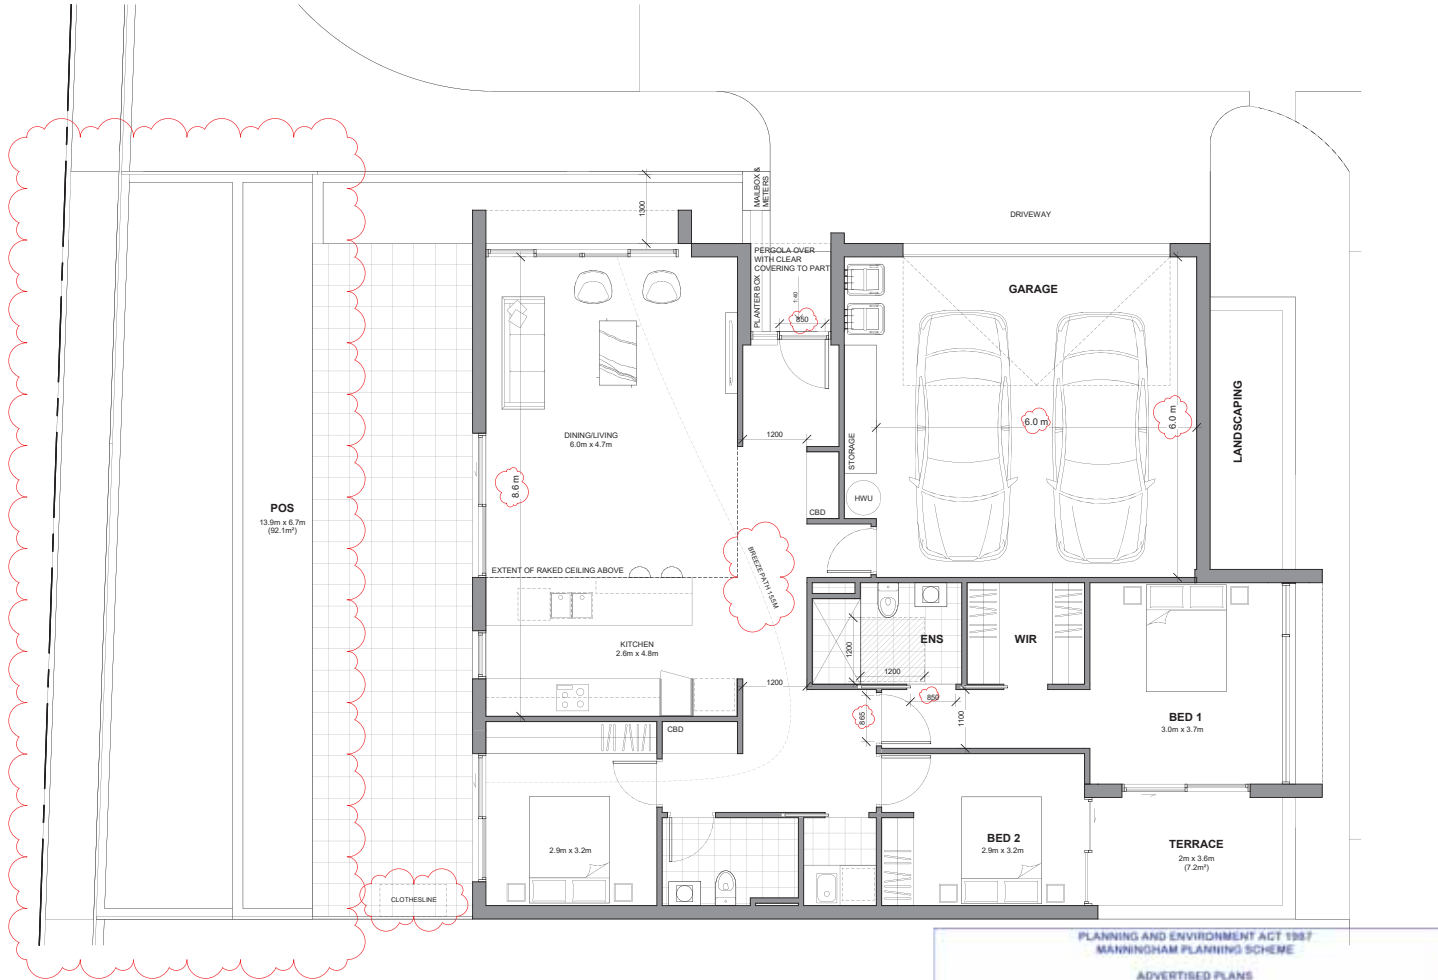 MAILBOX &
METERS
1300
DRIVEWAY
PERGOLA OVER
WITH CLEAR
COVERING TO PART
PLANTER BOX
1:40
850
GARAGE
6.0 m
6.0 m
STORAGE
HWU
LANDSCAPING
DINING/LIVING
6.0m x 4.7m
1200
8.6 m
CBD
POS
13.9m x 6.7m
(92.1m²)
EXTENT OF RAKED CEILING ABOVE
BREEZE PATH 15.5M
KITCHEN
2.6m x 4.8m
1200
1200
1200
ENS
WIR
850
865
1100
BED 1
3.0m x 3.7m
CBD
2.9m x 3.2m
BED 2
2.9m x 3.2m
TERRACE
2m x 3.6m
(7.2m²)
CLOTHESLINE
PLANNING AND ENVIRONMENT ACT 1987
MANNINGHAM PLANNING SCHEME
ADVERTISED PLANS